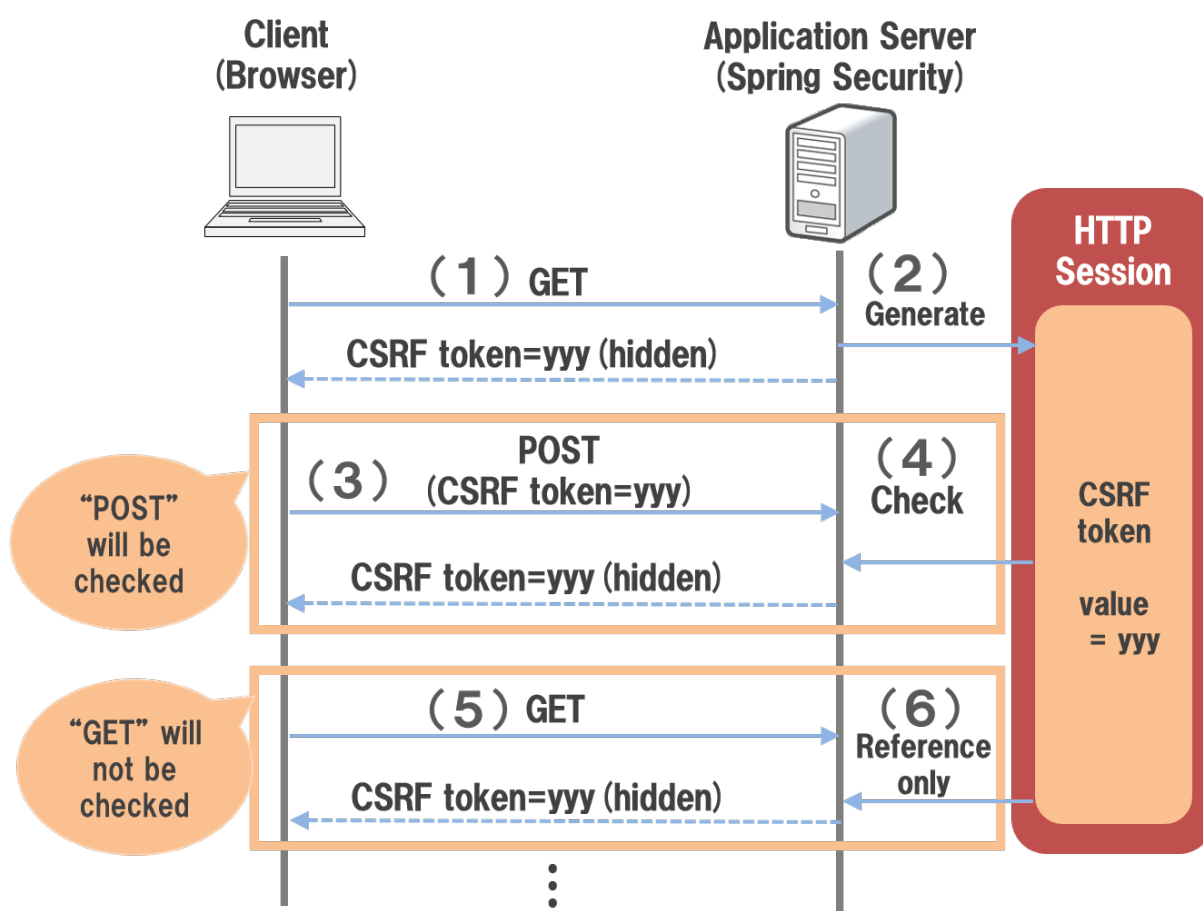 Client
(Browser)
Application Server
(Spring Security)
HTTP
Session
(1) GET
(2)
Generate
CSRF token=yyy (hidden)
“POST”
will be
checked
(3)
POST
(CSRF token=yyy)
(4)
Check
CSRF token=yyy (hidden)
CSRF
token
value
= yyy
“GET” will
not be
checked
(5) GET
(6)
Reference
only
CSRF token=yyy (hidden)